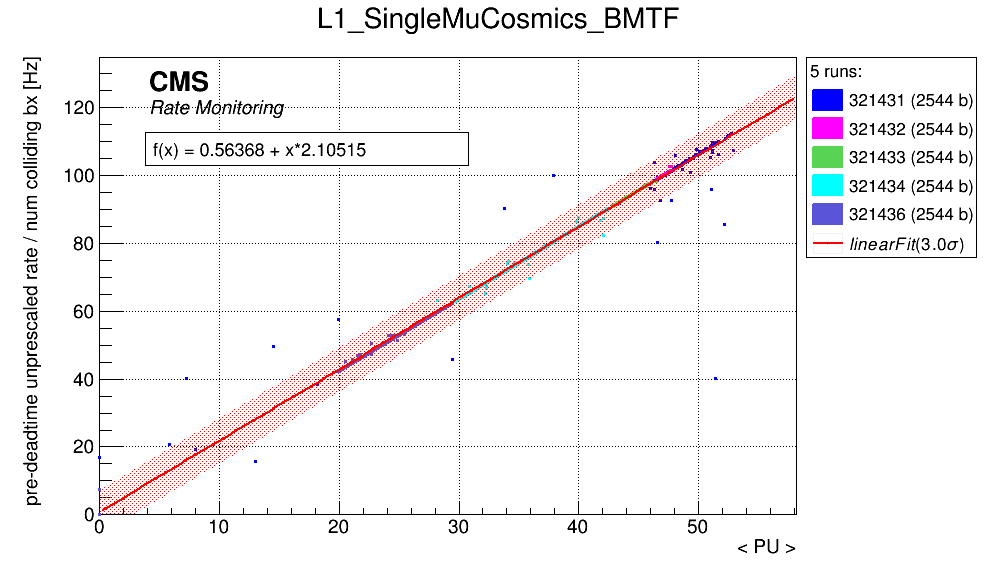 L1_SingleMuCosmics_BMTF
pre-deadtime unprescaled rate / num colliding bx [Hz]
CMS
Rate Monitoring
f(x) = 0.56368 + x*2.10515
120
100
80
60
40
20
0
0 10 20 30 40 50
< PU >
5 runs:
321431 (2544 b)
321432 (2544 b)
321433 (2544 b)
321434 (2544 b)
321436 (2544 b)
linearFit(3.0σ)